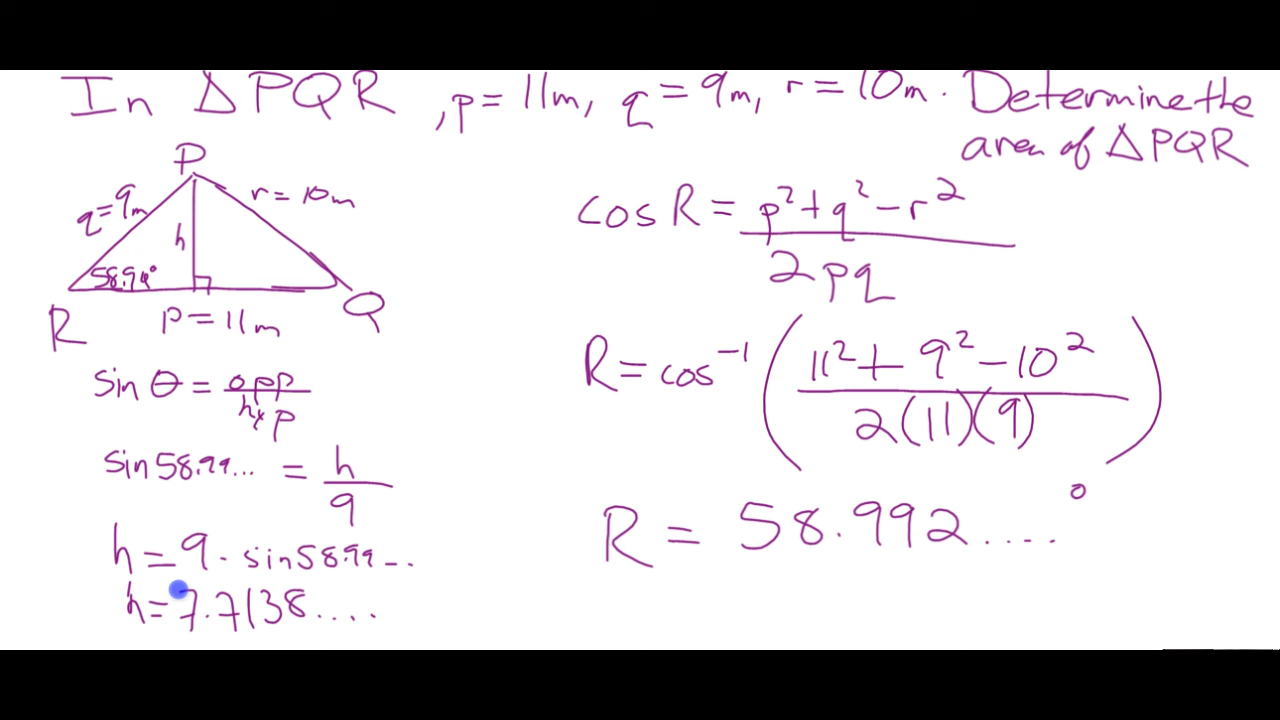 In △PQR, p = 11m, q = 9m, r = 10m. Determine the
area of △PQR
P
q = 9m
r = 10m
h
58.99°
R
p = 11m
Q
sin θ = opp/hyp
sin 58.99... = h/9
h = 9 · sin 58.99...
h = 7.7138....
cos R = (p² + q² - r²)/2pq
R = cos⁻¹ ((11² + 9² - 10²)/2(11)(9))
R = 58.992....°